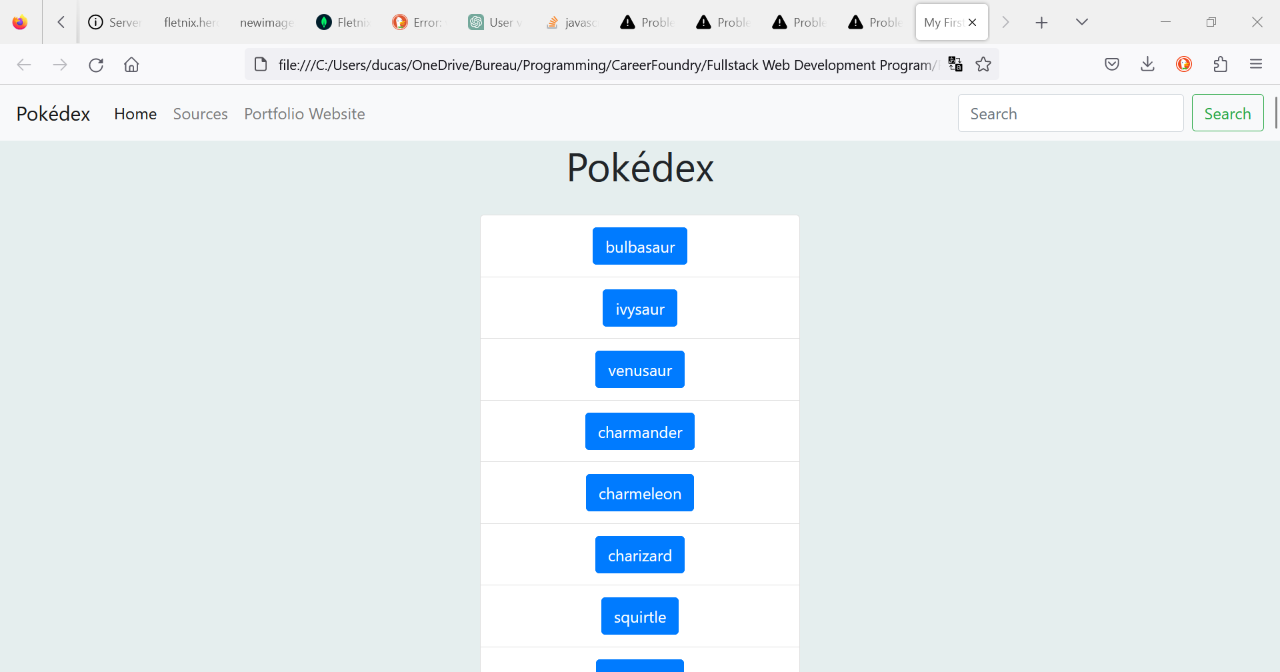 Server
fletnix.her
newimage
Fletnix
Error:
User v
javasc
Proble
Proble
Proble
Proble
My First
file:///C:/Users/ducas/OneDrive/Bureau/Programming/CareerFoundry/Fullstack Web Development Program/
Pokédex Home Sources Portfolio Website Search Search
Pokédex
bulbasaur
ivysaur
venusaur
charmander
charmeleon
charizard
squirtle